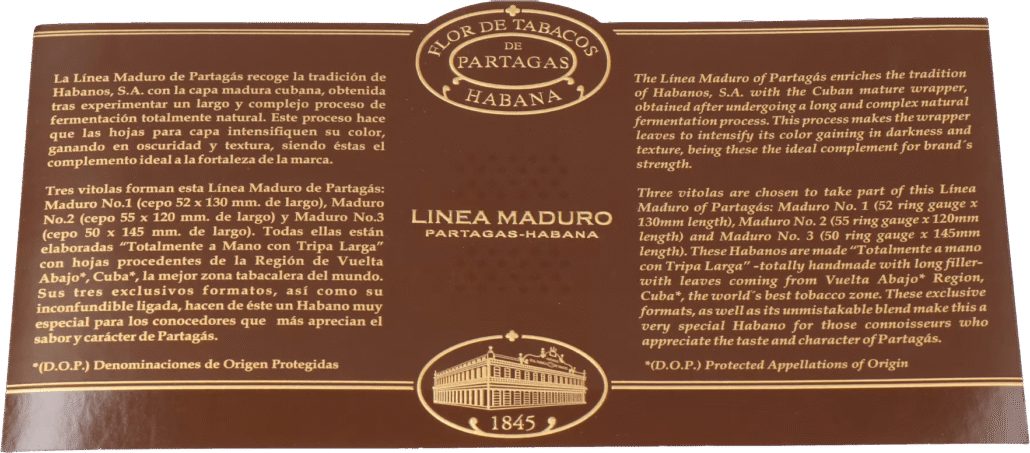 La Línea Maduro de Partagás recoge la tradición de
Habanos, S.A. con la capa madura cubana, obtenida
tras experimentar un largo y complejo proceso de
fermentación totalmente natural. Este proceso hace
que las hojas para capa intensifiquen su color,
ganando en oscuridad y textura, siendo éstas el
complemento ideal a la fortaleza de la marca.
Tres vitolas forman esta Línea Maduro de Partagás:
Maduro No.1 (cepo 52 x 130 mm. de largo), Maduro
No.2 (cepo 55 x 120 mm. de largo) y Maduro No.3
(cepo 50 x 145 mm. de largo). Todas ellas están
elaboradas “Totalmente a Mano con Tripa Larga”
con hojas procedentes de la Región de Vuelta
Abajo*, Cuba*, la mejor zona tabacalera del mundo.
Sus tres exclusivos formatos, así como su
inconfundible ligada, hacen de éste un Habano muy
especial para los conocedores que más aprecian el
sabor y carácter de Partagás.
*(D.O.P.) Denominaciones de Origen Protegidas
FLOR DE TABACOS
DE
PARTAGAS
HABANA
LINEA MADURO
PARTAGAS-HABANA
1845
The Línea Maduro of Partagás enriches the tradition
of Habanos, S.A. with the Cuban mature wrapper,
obtained after undergoing a long and complex natural
fermentation process. This process makes the wrapper
leaves to intensify its color gaining in darkness and
texture, being these the ideal complement for brand´s
strength.
Three vitolas are chosen to take part of this Línea
Maduro of Partagás: Maduro No. 1 (52 ring gauge x
130mm length), Maduro No. 2 (55 ring gauge x 120mm
length) and Maduro No. 3 (50 ring gauge x 145mm
length). These Habanos are made “Totalmente a mano
con Tripa Larga” -totally handmade with long filler-
with leaves coming from Vuelta Abajo* Region,
Cuba*, the world´s best tobacco zone. These exclusive
formats, as well as its unmistakable blend make this a
very special Habano for those connoisseurs who
appreciate the taste and character of Partagás.
*(D.O.P.) Protected Appellations of Origin